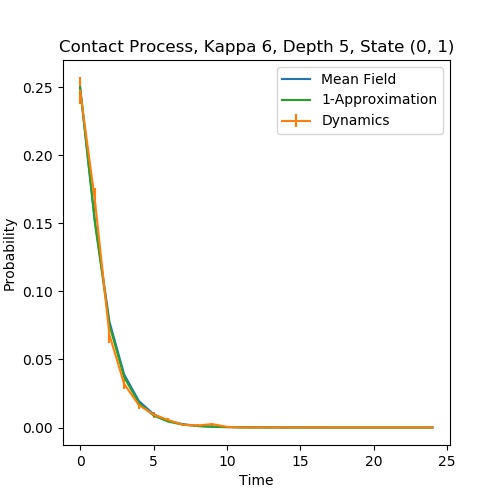 Contact Process, Kappa 6, Depth 5, State (0, 1)
Mean Field
1-Approximation
Dynamics
Probability
0.25
0.20
0.15
0.10
0.05
0.00
0 5 10 15 20 25
Time